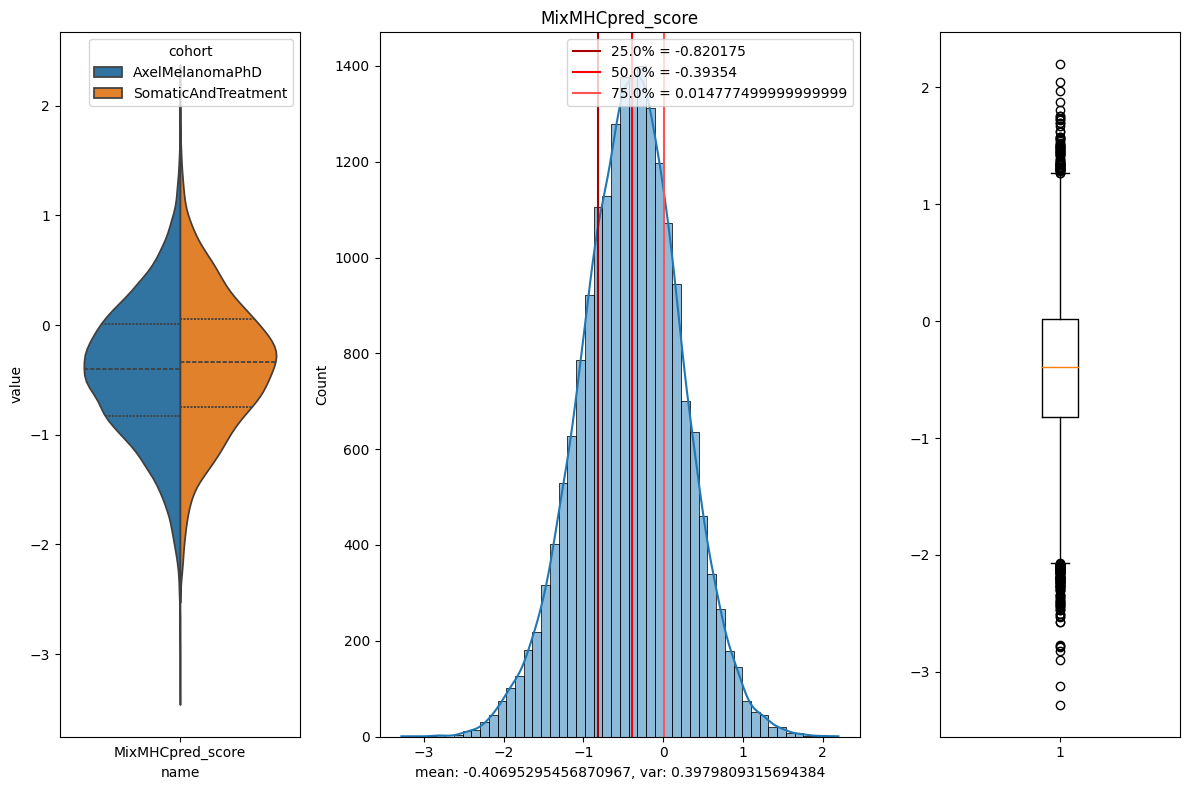 MixMHCpred_score
cohort
AxelMelanomaPhD
SomaticAndTreatment
25.0% = -0.820175
50.0% = -0.39354
75.0% = 0.014777499999999999
value
2
1
0
−1
−2
−3
MixMHCpred_score
name
Count
1400
1200
1000
800
600
400
200
0
−3
−2
−1
0
1
2
mean: -0.40695295456870967, var: 0.3979809315694384
2
1
0
−1
−2
−3
1